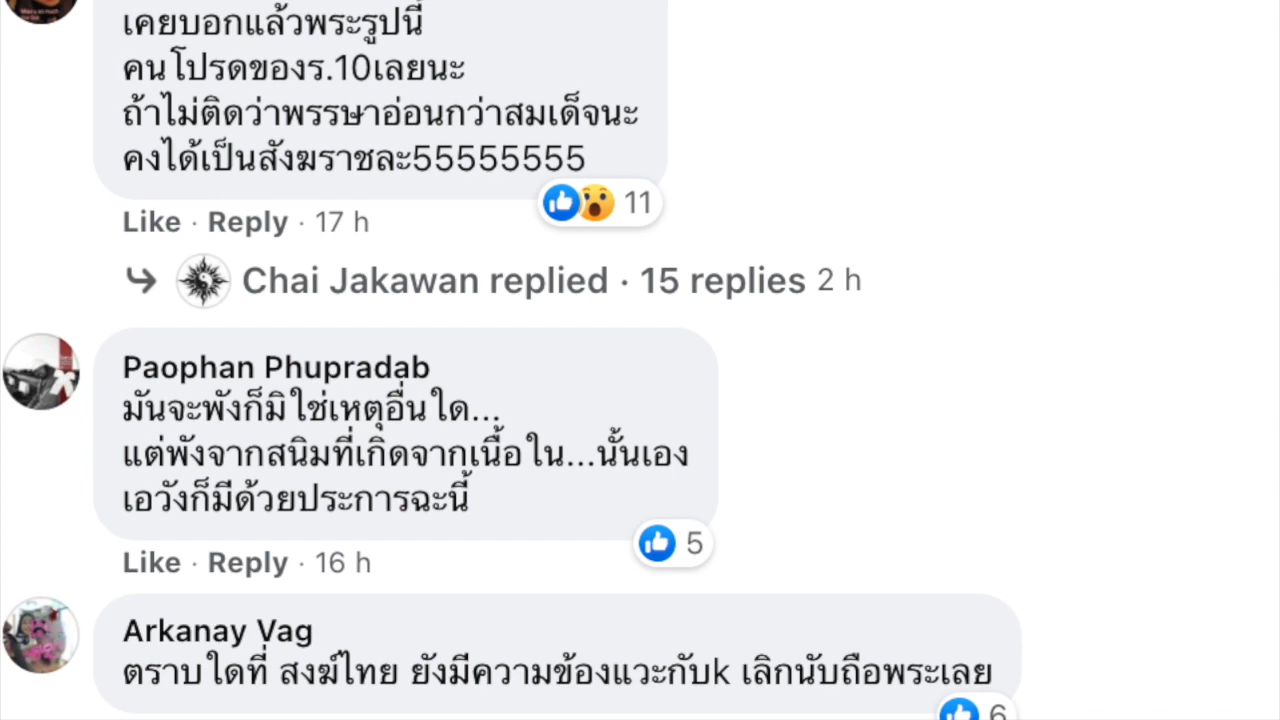 เคยบอกแล้วพระรูปนี้
คนโปรดของร.10เลยนะ
ถ้าไม่ติดว่าพรรษาอ่อนกว่าสมเด็จนะ
คงได้เป็นสังฆราชละ55555555
11
Like · Reply · 17 h
Chai Jakawan replied · 15 replies 2 h
Paophan Phupradab
มันจะพังก็มิใช่เหตุอื่นใด...
แต่พังจากสนิมที่เกิดจากเนื้อใน...นั้นเอง
เอวังก็มีด้วยประการฉะนี้
5
Like · Reply · 16 h
Arkanay Vag
ตราบใดที่ สงฆ์ไทย ยังมีความข้องแวะกับk เลิกนับถือพระเลย
6